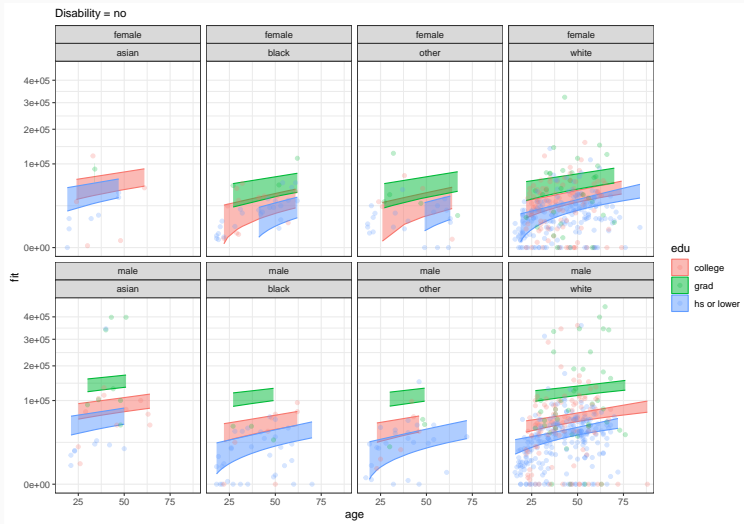 Disability = no
female female female female
asian black other white
4e+05
3e+05
2e+05
1e+05
0e+00
male male male male
asian black other white
4e+05
3e+05
2e+05
1e+05
0e+00
25 50 75 25 50 75 25 50 75 25 50 75
age
fit
edu
college
grad
hs or lower